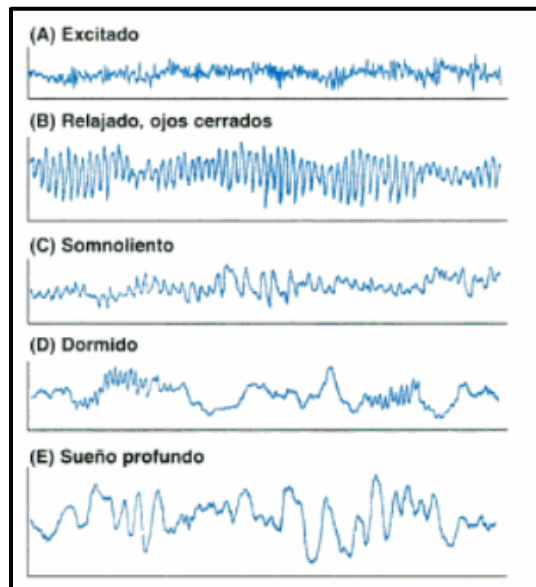 (A) Excitado
(B) Relajado, ojos cerrados
(C) Somnoliento
(D) Dormido
(E) Sueño profundo